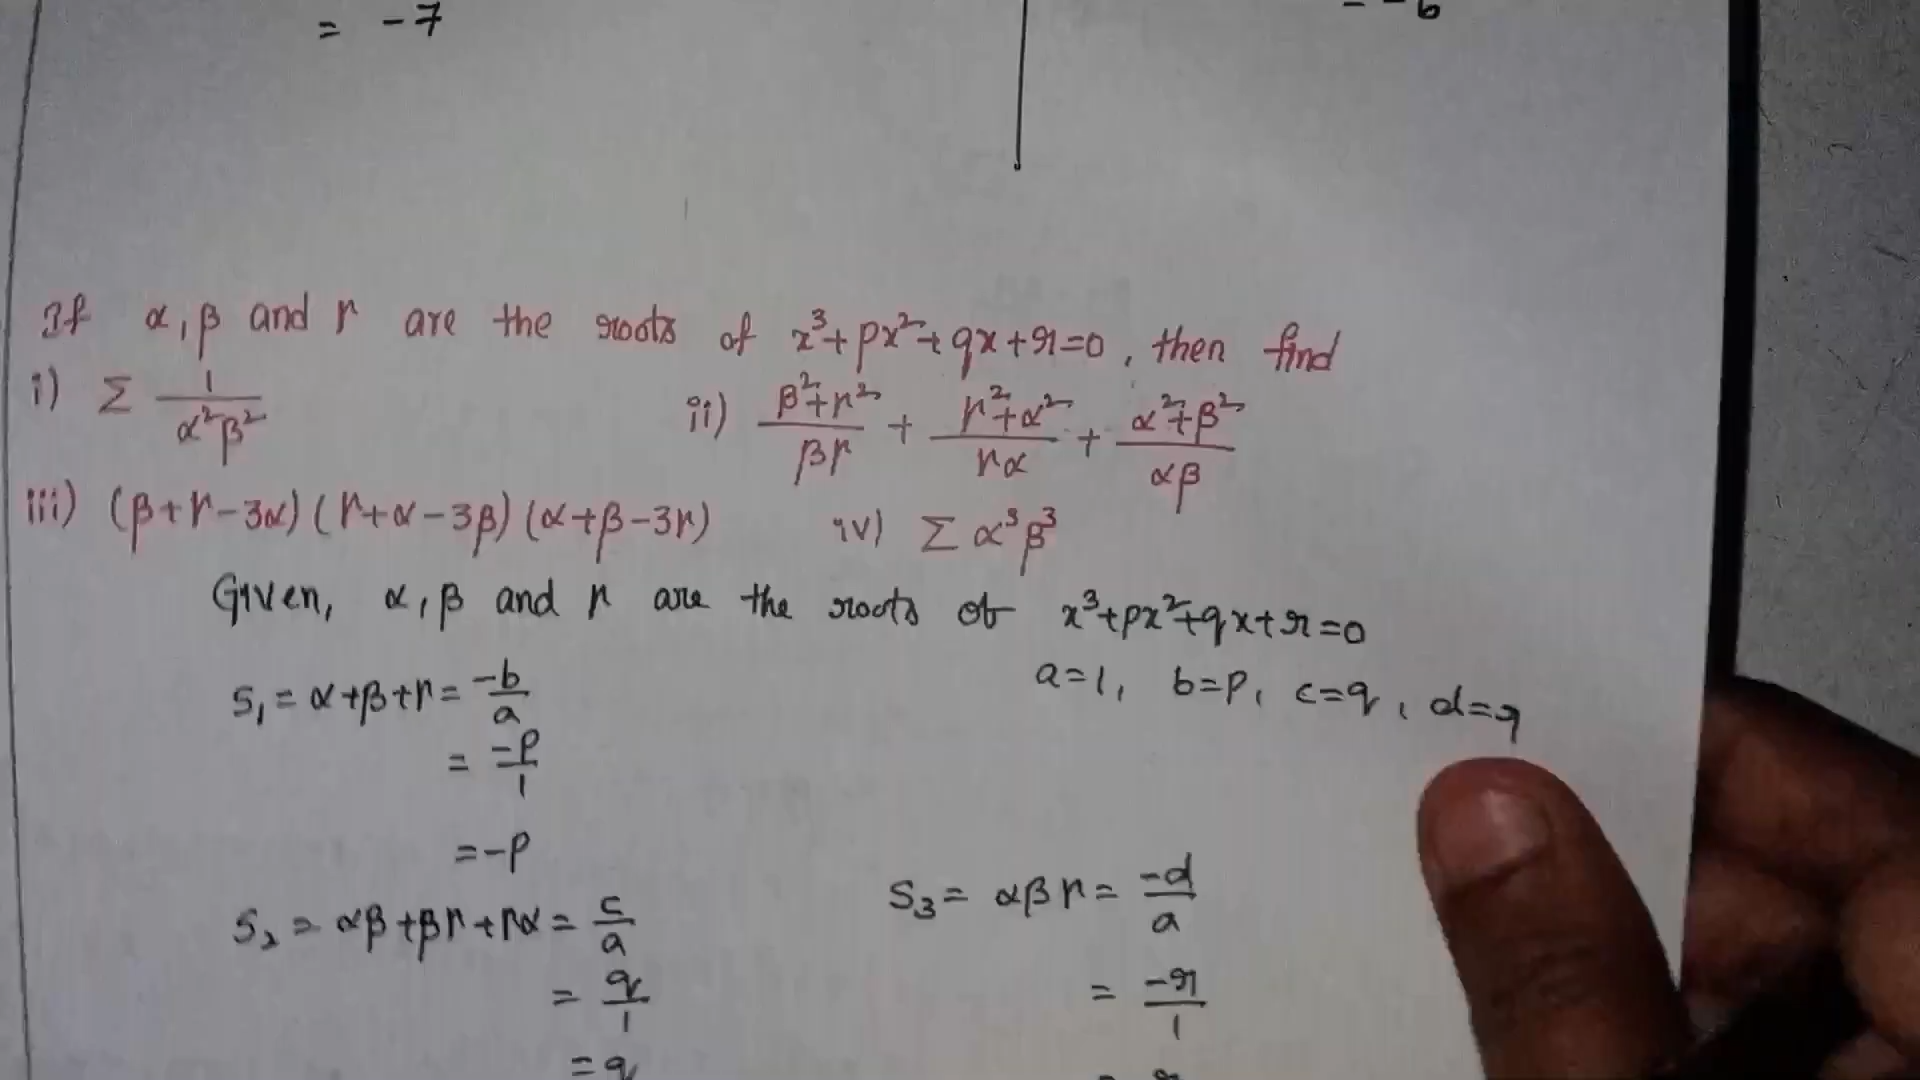 = -7
- -6
If α, β and γ are the roots of x³+px²+qx+r=0, then find
i) Σ 1/α²β² ii) β²+γ²/βγ + γ²+α²/γα + α²+β²/αβ
iii) (β+γ-3α)(γ+α-3β)(α+β-3γ) iv) Σ α³β³
Given, α, β and γ are the roots of x³+px²+qx+r=0
a=1, b=p, c=q, d=r
S₁ = α+β+γ = -b/a
= -p/1
= -p
S₂ = αβ+βγ+γα = c/a
= q/1
= q
S₃ = αβγ = -d/a
= -r/1